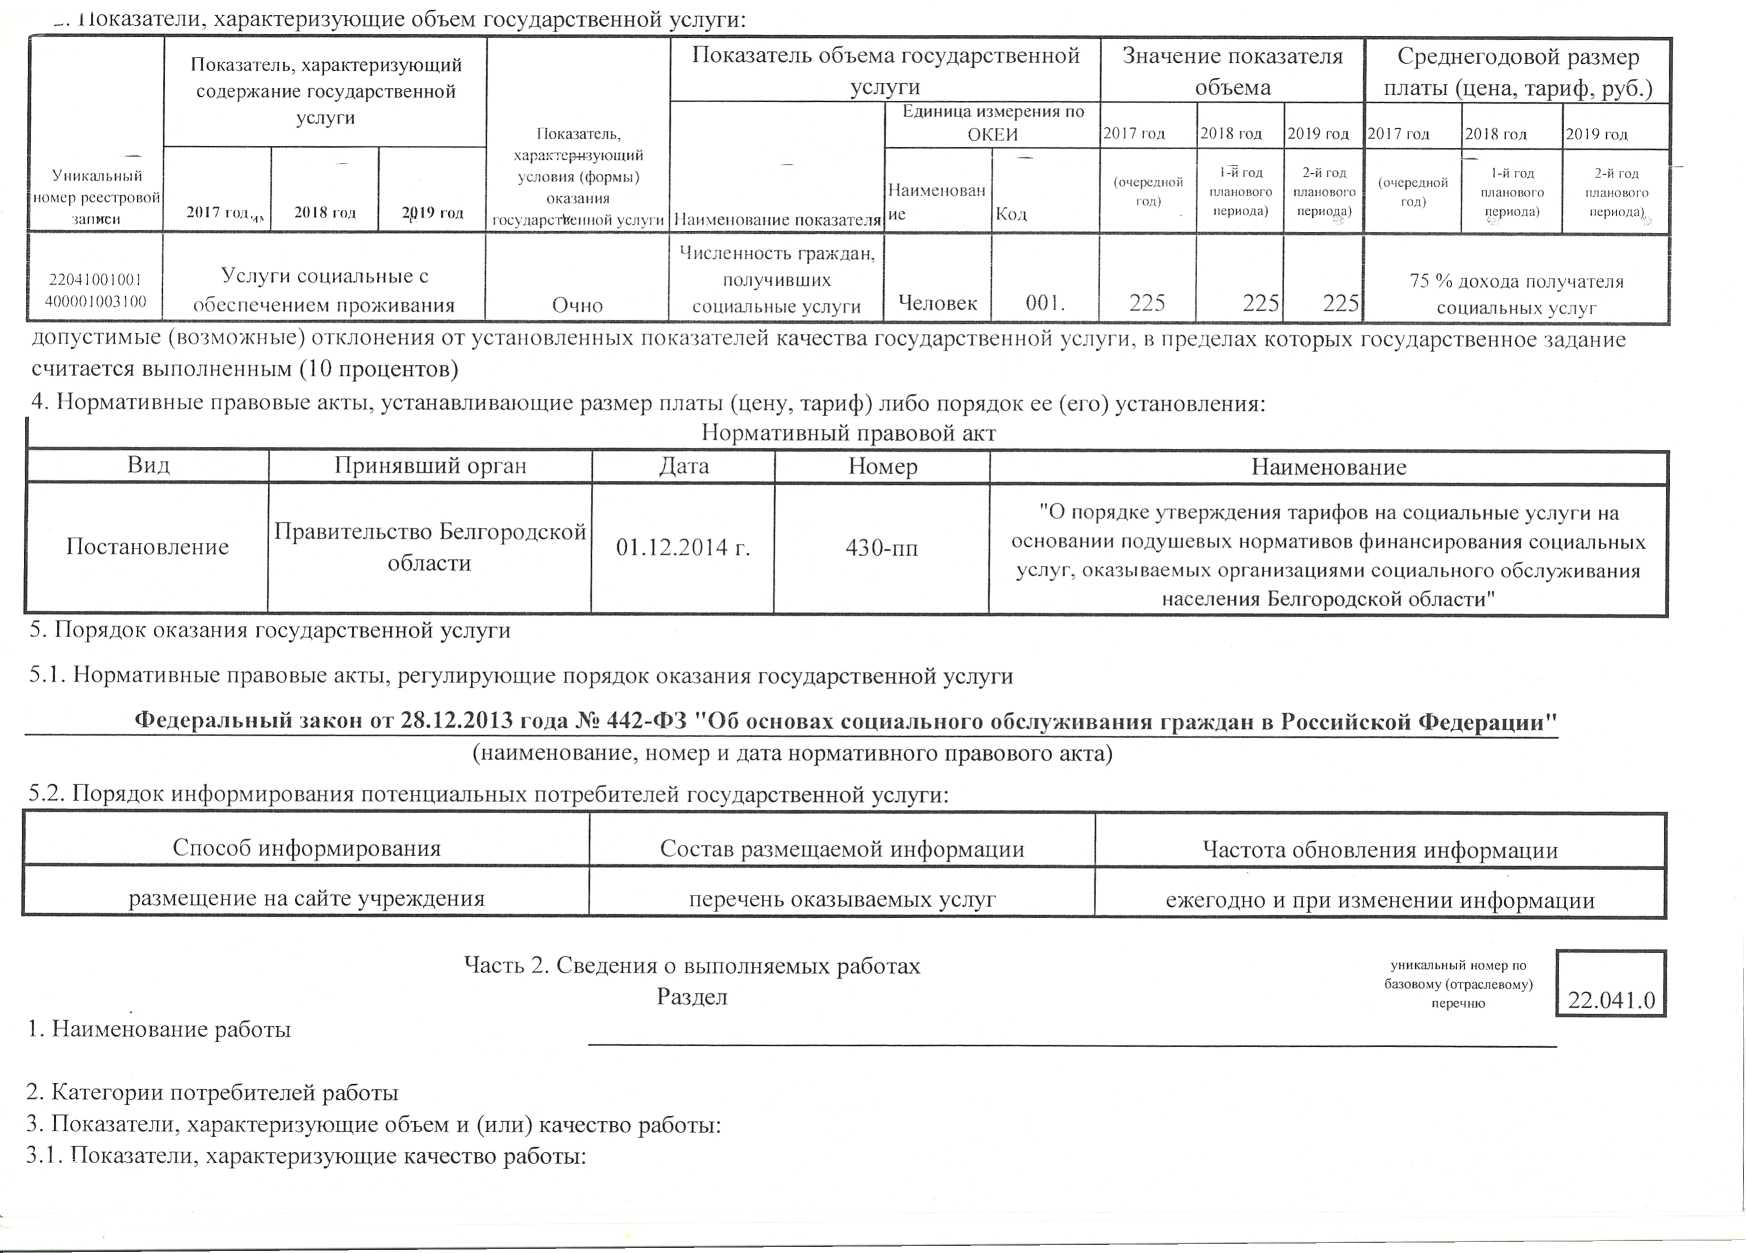 Показатели, характеризующие объем государственной услуги:
Уникальный номер реестровой записи
Показатель, характеризующий содержание государственной услуги
2017 год
2018 год
2019 год
Показатель, характеризующий условия (формы) оказания государственной услуги
Показатель объема государственной услуги
Наименование показателя
Единица измерения по ОКЕИ
Наименование
Код
Значение показателя объема
2017 год
2018 год
2019 год
(очередной год)
1-й год планового периода)
2-й год планового периода)
Среднегодовой размер платы (цена, тариф, руб.)
2017 год
2018 год
2019 год
(очередной год)
1-й год планового периода)
2-й год планового периода)
22041001001
400001003100
Услуги социальные с обеспечением проживания
Очно
Численность граждан, получивших социальные услуги
Человек
001.
225
225
225
75 % дохода получателя социальных услуг
допустимые (возможные) отклонения от установленных показателей качества государственной услуги, в пределах которых государственное задание
считается выполненным (10 процентов)
4. Нормативные правовые акты, устанавливающие размер платы (цену, тариф) либо порядок ее (его) установления:
Нормативный правовой акт
Вид
Принявший орган
Дата
Номер
Наименование
Постановление
Правительство Белгородской области
01.12.2014 г.
430-пп
"О порядке утверждения тарифов на социальные услуги на
основании подушевых нормативов финансирования социальных
услуг, оказываемых организациями социального обслуживания
населения Белгородской области"
5. Порядок оказания государственной услуги
5.1. Нормативные правовые акты, регулирующие порядок оказания государственной услуги
Федеральный закон от 28.12.2013 года № 442-ФЗ "Об основах социального обслуживания граждан в Российской Федерации"
(наименование, номер и дата нормативного правового акта)
5.2. Порядок информирования потенциальных потребителей государственной услуги:
Способ информирования
Состав размещаемой информации
Частота обновления информации
размещение на сайте учреждения
перечень оказываемых услуг
ежегодно и при изменении информации
Часть 2. Сведения о выполняемых работах
Раздел
уникальный номер по
базовому (отраслевому)
перечню
22.041.0
1. Наименование работы
2. Категории потребителей работы
3. Показатели, характеризующие объем и (или) качество работы:
3.1. Показатели, характеризующие качество работы: